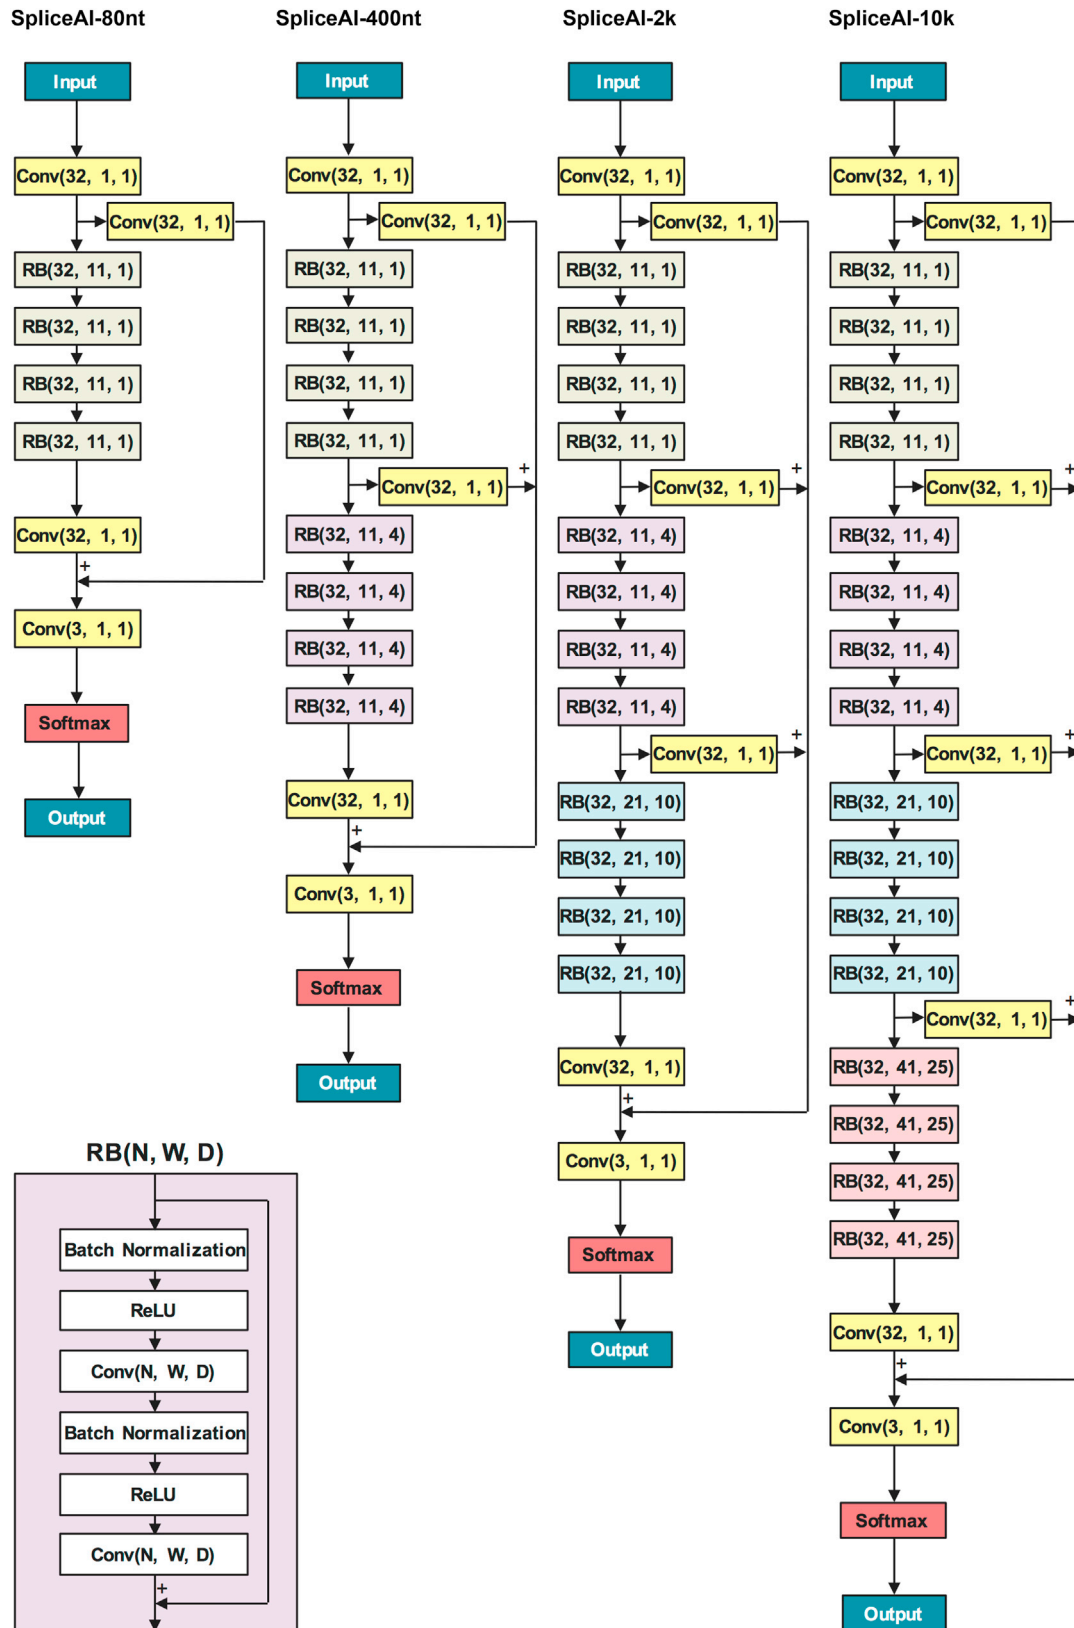 SpliceAI-80nt
Input
Conv(32, 1, 1)
Conv(32, 1, 1)
RB(32, 11, 1)
RB(32, 11, 1)
RB(32, 11, 1)
RB(32, 11, 1)
Conv(32, 1, 1)
+
Conv(3, 1, 1)
Softmax
Output
SpliceAI-400nt
Input
Conv(32, 1, 1)
Conv(32, 1, 1)
RB(32, 11, 1)
RB(32, 11, 1)
RB(32, 11, 1)
RB(32, 11, 1)
+
Conv(32, 1, 1)
RB(32, 11, 4)
RB(32, 11, 4)
RB(32, 11, 4)
RB(32, 11, 4)
Conv(32, 1, 1)
+
Conv(3, 1, 1)
Softmax
Output
SpliceAI-2k
Input
Conv(32, 1, 1)
Conv(32, 1, 1)
RB(32, 11, 1)
RB(32, 11, 1)
RB(32, 11, 1)
RB(32, 11, 1)
+
Conv(32, 1, 1)
RB(32, 11, 4)
RB(32, 11, 4)
RB(32, 11, 4)
RB(32, 11, 4)
+
Conv(32, 1, 1)
RB(32, 21, 10)
RB(32, 21, 10)
RB(32, 21, 10)
RB(32, 21, 10)
Conv(32, 1, 1)
+
Conv(3, 1, 1)
Softmax
Output
SpliceAI-10k
Input
Conv(32, 1, 1)
Conv(32, 1, 1)
RB(32, 11, 1)
RB(32, 11, 1)
RB(32, 11, 1)
RB(32, 11, 1)
+
Conv(32, 1, 1)
RB(32, 11, 4)
RB(32, 11, 4)
RB(32, 11, 4)
RB(32, 11, 4)
+
Conv(32, 1, 1)
RB(32, 21, 10)
RB(32, 21, 10)
RB(32, 21, 10)
RB(32, 21, 10)
+
Conv(32, 1, 1)
RB(32, 41, 25)
RB(32, 41, 25)
RB(32, 41, 25)
RB(32, 41, 25)
Conv(32, 1, 1)
+
Conv(3, 1, 1)
Softmax
Output
RB(N, W, D)
Batch Normalization
ReLU
Conv(N, W, D)
Batch Normalization
ReLU
Conv(N, W, D)
+